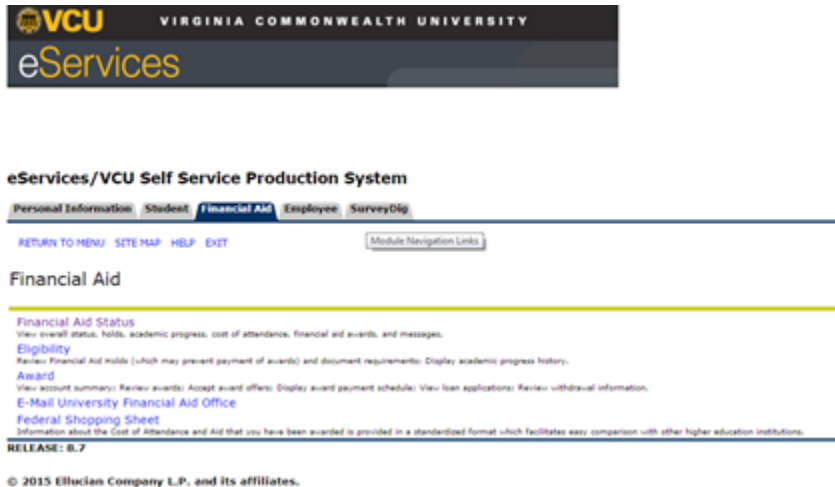 VCU VIRGINIA COMMONWEALTH UNIVERSITY
eServices
eServices/VCU Self Service Production System
Personal Information Student Financial Aid Employee SurveyDig
RETURN TO MENU SITE MAP HELP EXIT Module Navigation Links
Financial Aid
Financial Aid Status
View overall status, holds, academic progress, cost of attendance, financial aid awards, and messages.
Eligibility
Review Financial Aid Holds (which may prevent payment of awards) and document requirements; Display academic progress history.
Award
View account summary; Review awards; Accept award offers; Display award payment schedule; View loan applications; Review withdrawal information.
E-Mail University Financial Aid Office
Federal Shopping Sheet
Information about the Cost of Attendance and Aid that you have been awarded is provided in a standardized format which facilitates easy comparison with other higher education institutions.
RELEASE: 8.7
© 2015 Ellucian Company L.P. and its affiliates.